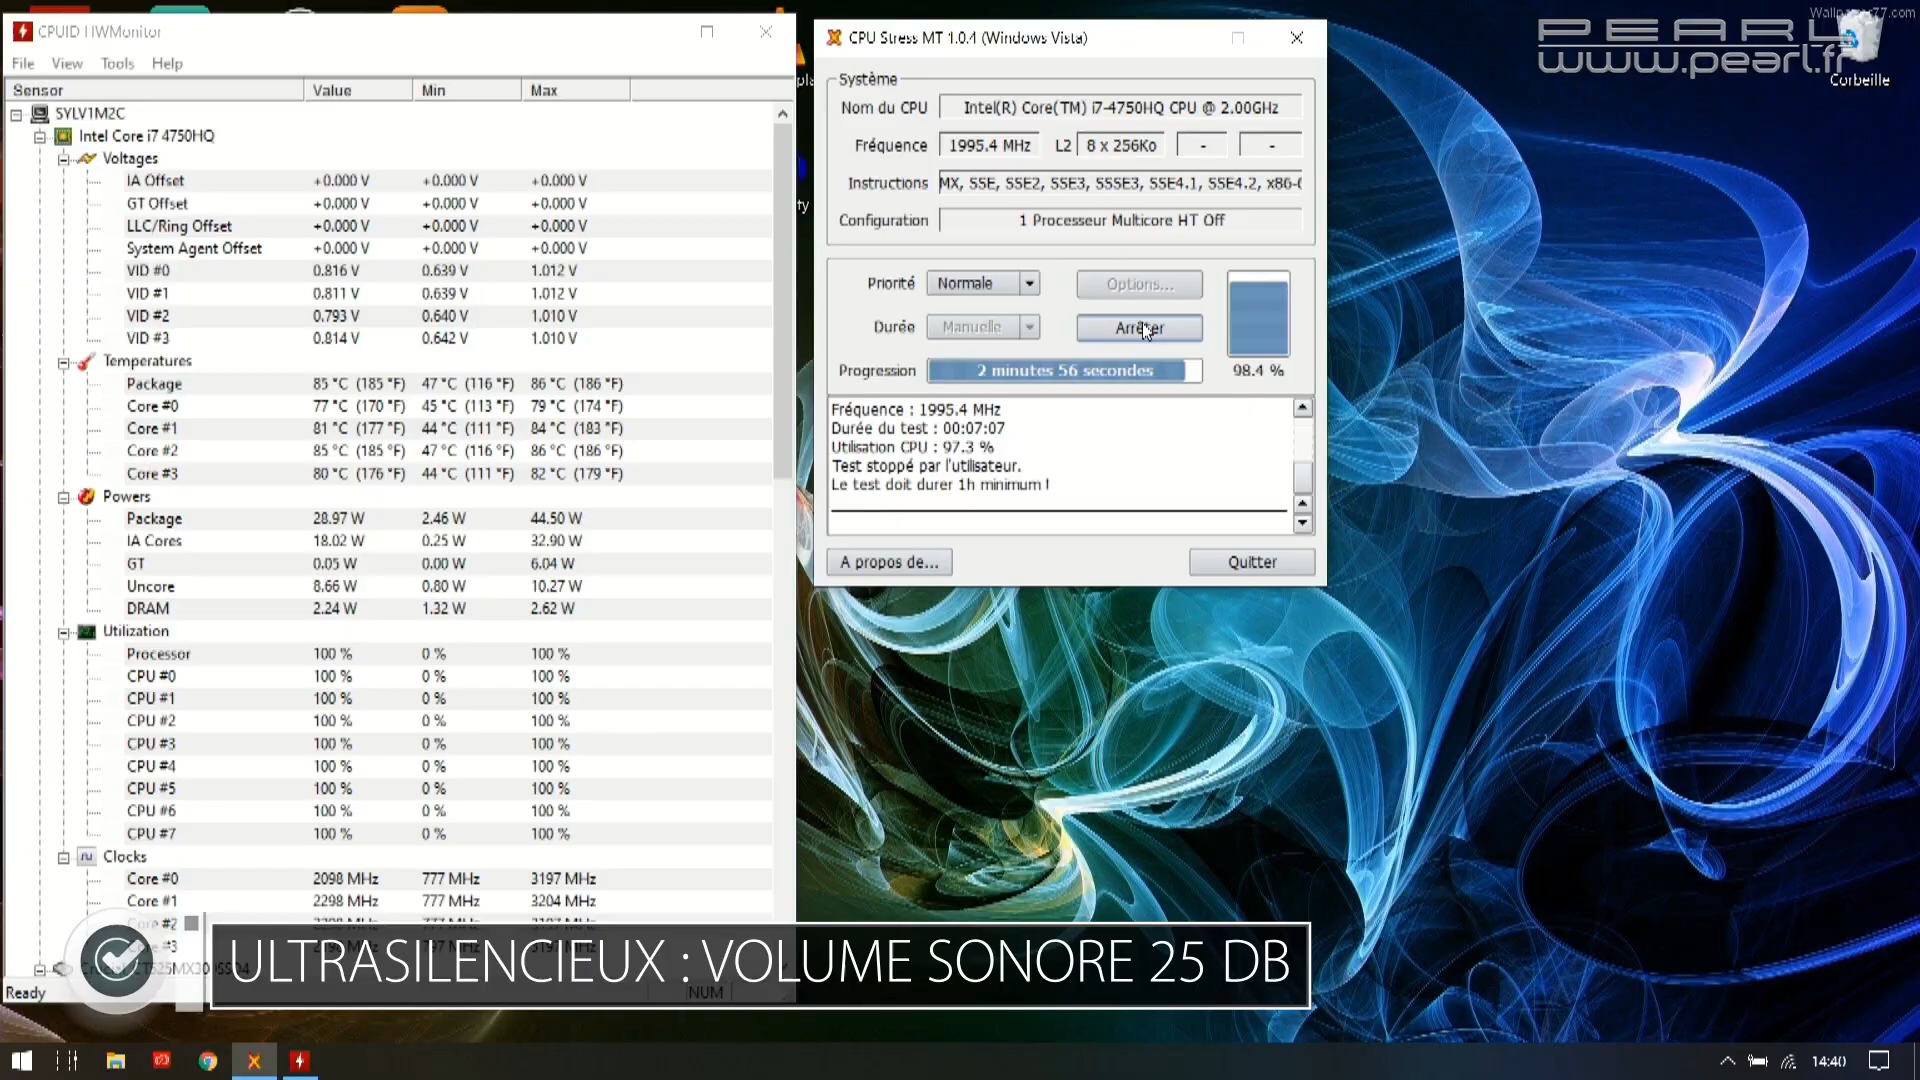 CPUID HWMonitor
File View Tools Help
Sensor Value Min Max
SYLV1M2C
Intel Core i7 4750HQ
Voltages
IA Offset +0.000 V +0.000 V +0.000 V
GT Offset +0.000 V +0.000 V +0.000 V
LLC/Ring Offset +0.000 V +0.000 V +0.000 V
System Agent Offset +0.000 V +0.000 V +0.000 V
VID #0 0.816 V 0.639 V 1.012 V
VID #1 0.811 V 0.639 V 1.012 V
VID #2 0.793 V 0.640 V 1.010 V
VID #3 0.814 V 0.642 V 1.010 V
Temperatures
Package 85 °C (185 °F) 47 °C (116 °F) 86 °C (186 °F)
Core #0 77 °C (170 °F) 45 °C (113 °F) 79 °C (174 °F)
Core #1 81 °C (177 °F) 44 °C (111 °F) 84 °C (183 °F)
Core #2 85 °C (185 °F) 47 °C (116 °F) 86 °C (186 °F)
Core #3 80 °C (176 °F) 44 °C (111 °F) 82 °C (179 °F)
Powers
Package 28.97 W 2.46 W 44.50 W
IA Cores 18.02 W 0.25 W 32.90 W
GT 0.05 W 0.00 W 6.04 W
Uncore 8.66 W 0.80 W 10.27 W
DRAM 2.24 W 1.32 W 2.62 W
Utilization
Processor 100 % 0 % 100 %
CPU #0 100 % 0 % 100 %
CPU #1 100 % 0 % 100 %
CPU #2 100 % 0 % 100 %
CPU #3 100 % 0 % 100 %
CPU #4 100 % 0 % 100 %
CPU #5 100 % 0 % 100 %
CPU #6 100 % 0 % 100 %
CPU #7 100 % 0 % 100 %
Clocks
Core #0 2098 MHz 777 MHz 3197 MHz
Core #1 2298 MHz 777 MHz 3204 MHz
Core #2
#3
Ready
NUM
CPU Stress MT 1.0.4 (Windows Vista)
Système
Nom du CPU Intel(R) Core(TM) i7-4750HQ CPU @ 2.00GHz
Fréquence 1995.4 MHz L2 8 x 256Ko - -
Instructions MX, SSE, SSE2, SSE3, SSSE3, SSE4.1, SSE4.2, x86-6
Configuration 1 Processeur Multicore HT Off
Priorité Normale Options...
Durée Manuelle Arrêter
Progression 2 minutes 56 secondes 98.4 %
Fréquence : 1995.4 MHz
Durée du test : 00:07:07
Utilisation CPU : 97.3 %
Test stoppé par l'utilisateur.
Le test doit durer 1h minimum !
A propos de... Quitter
PEARL
www.pearl.fr
Corbeille
ty
ULTRASILENCIEUX : VOLUME SONORE 25 DB
14:40